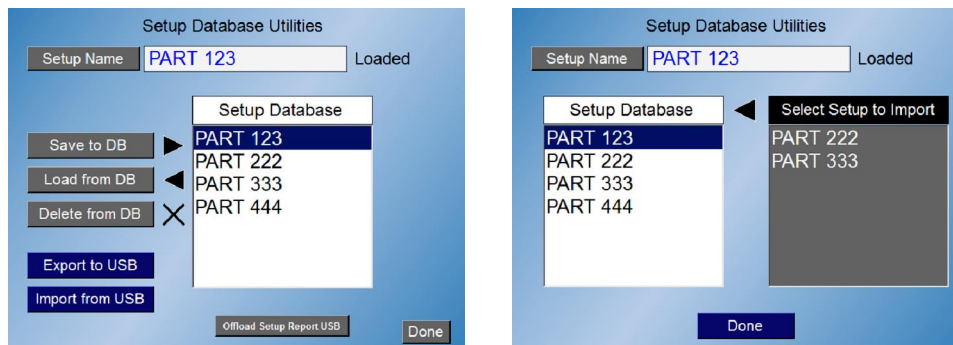 Setup Database Utilities
Setup Name PART 123 Loaded
Setup Database
Save to DB PART 123
PART 222
Load from DB PART 333
Delete from DB PART 444
Export to USB
Import from USB
Offload Setup Report USB Done
Setup Database Utilities
Setup Name PART 123 Loaded
Setup Database Select Setup to Import
PART 123 PART 222
PART 222 PART 333
PART 333
PART 444
Done